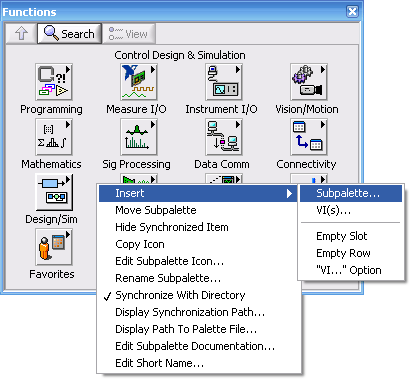 Functions
Search View
Control Design & Simulation
Programming Measure I/O Instrument I/O Vision/Motion
Mathematics Sig Processing Data Comm Connectivity
Design/Sim
Favorites
Insert
Move Subpalette
Hide Synchronized Item
Copy Icon
Edit Subpalette Icon...
Rename Subpalette...
Synchronize With Directory
Display Synchronization Path...
Display Path To Palette File...
Edit Subpalette Documentation...
Edit Short Name...
Subpalette...
VI(s)...
Empty Slot
Empty Row
"VI..." Option